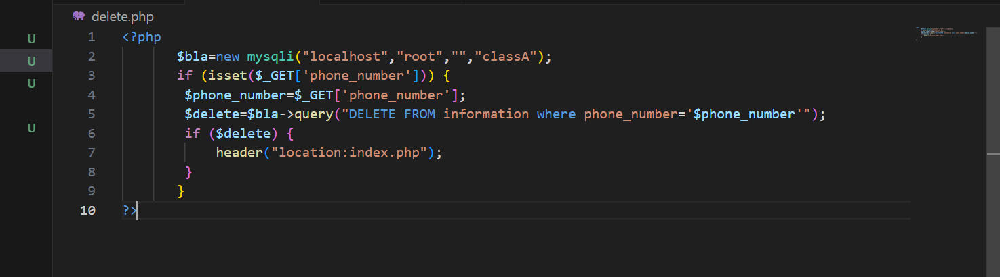 delete.php
1 <?php
2 $bla=new mysqli("localhost","root","","classA");
3 if (isset($_GET['phone_number'])) {
4 $phone_number=$_GET['phone_number'];
5 $delete=$bla->query("DELETE FROM information where phone_number='$phone_number'");
6 if ($delete) {
7 header("location:index.php");
8 }
9 }
10 ?>
U
U
U
U